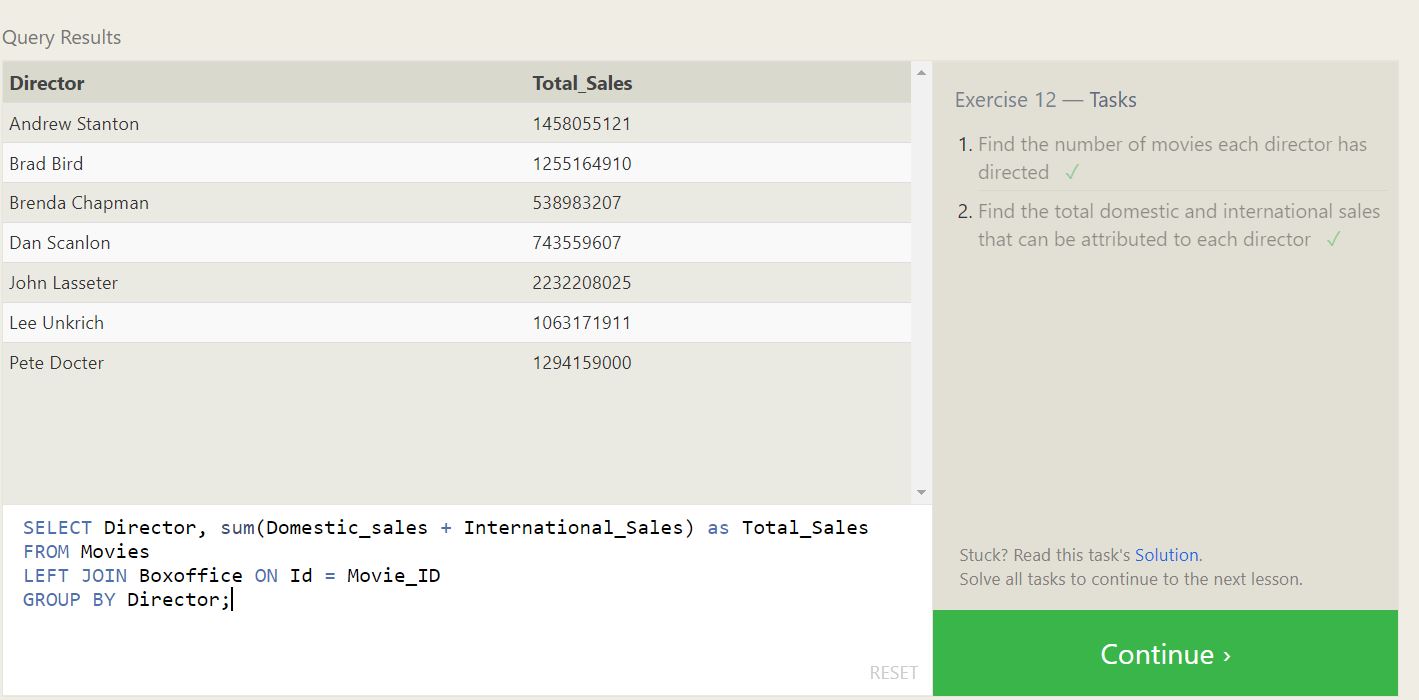 Query Results
Director Total_Sales
Andrew Stanton 1458055121
Brad Bird 1255164910
Brenda Chapman 538983207
Dan Scanlon 743559607
John Lasseter 2232208025
Lee Unkrich 1063171911
Pete Docter 1294159000
SELECT Director, sum(Domestic_sales + International_Sales) as Total_Sales
FROM Movies
LEFT JOIN Boxoffice ON Id = Movie_ID
GROUP BY Director;
RESET
Exercise 12 — Tasks
1. Find the number of movies each director has
directed ✓
2. Find the total domestic and international sales
that can be attributed to each director ✓
Stuck? Read this task's Solution.
Solve all tasks to continue to the next lesson.
Continue ›